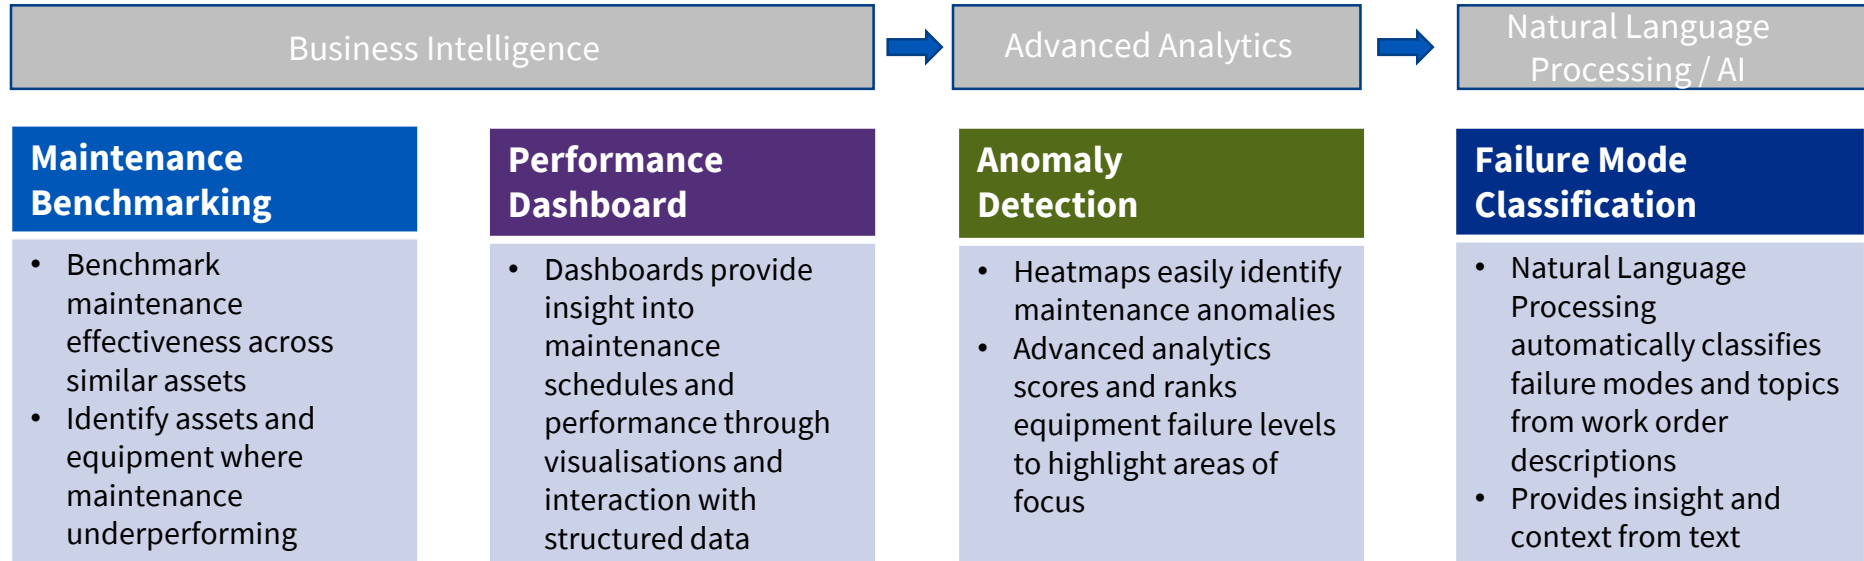 Business Intelligence
Advanced Analytics
Natural Language
Processing / AI
Maintenance
Benchmarking
• Benchmark
maintenance
effectiveness across
similar assets
• Identify assets and
equipment where
maintenance
underperforming
Performance
Dashboard
• Dashboards provide
insight into
maintenance
schedules and
performance through
visualisations and
interaction with
structured data
Anomaly
Detection
• Heatmaps easily identify
maintenance anomalies
• Advanced analytics
scores and ranks
equipment failure levels
to highlight areas of
focus
Failure Mode
Classification
• Natural Language
Processing
automatically classifies
failure modes and topics
from work order
descriptions
• Provides insight and
context from text